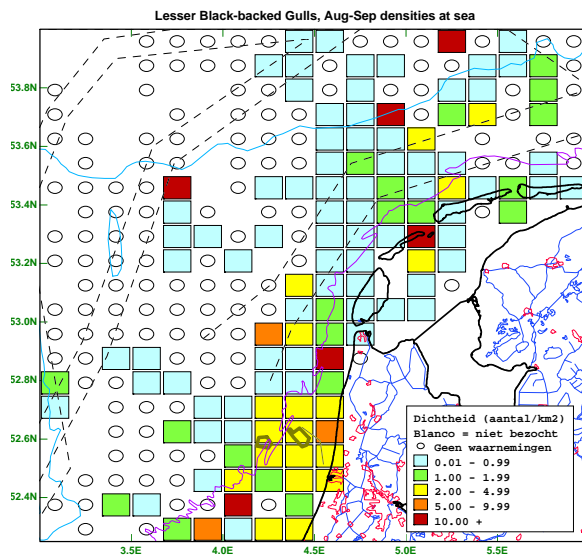 Lesser Black-backed Gulls, Aug-Sep densities at sea
53.8N
53.6N
53.4N
53.2N
53.0N
52.8N
52.6N
52.4N
3.5E
4.0E
4.5E
5.0E
5.5E
Dichtheid (aantal/km2)
Blanco = niet bezocht
Geen waarnemingen
0.01 - 0.99
1.00 - 1.99
2.00 - 4.99
5.00 - 9.99
10.00 +